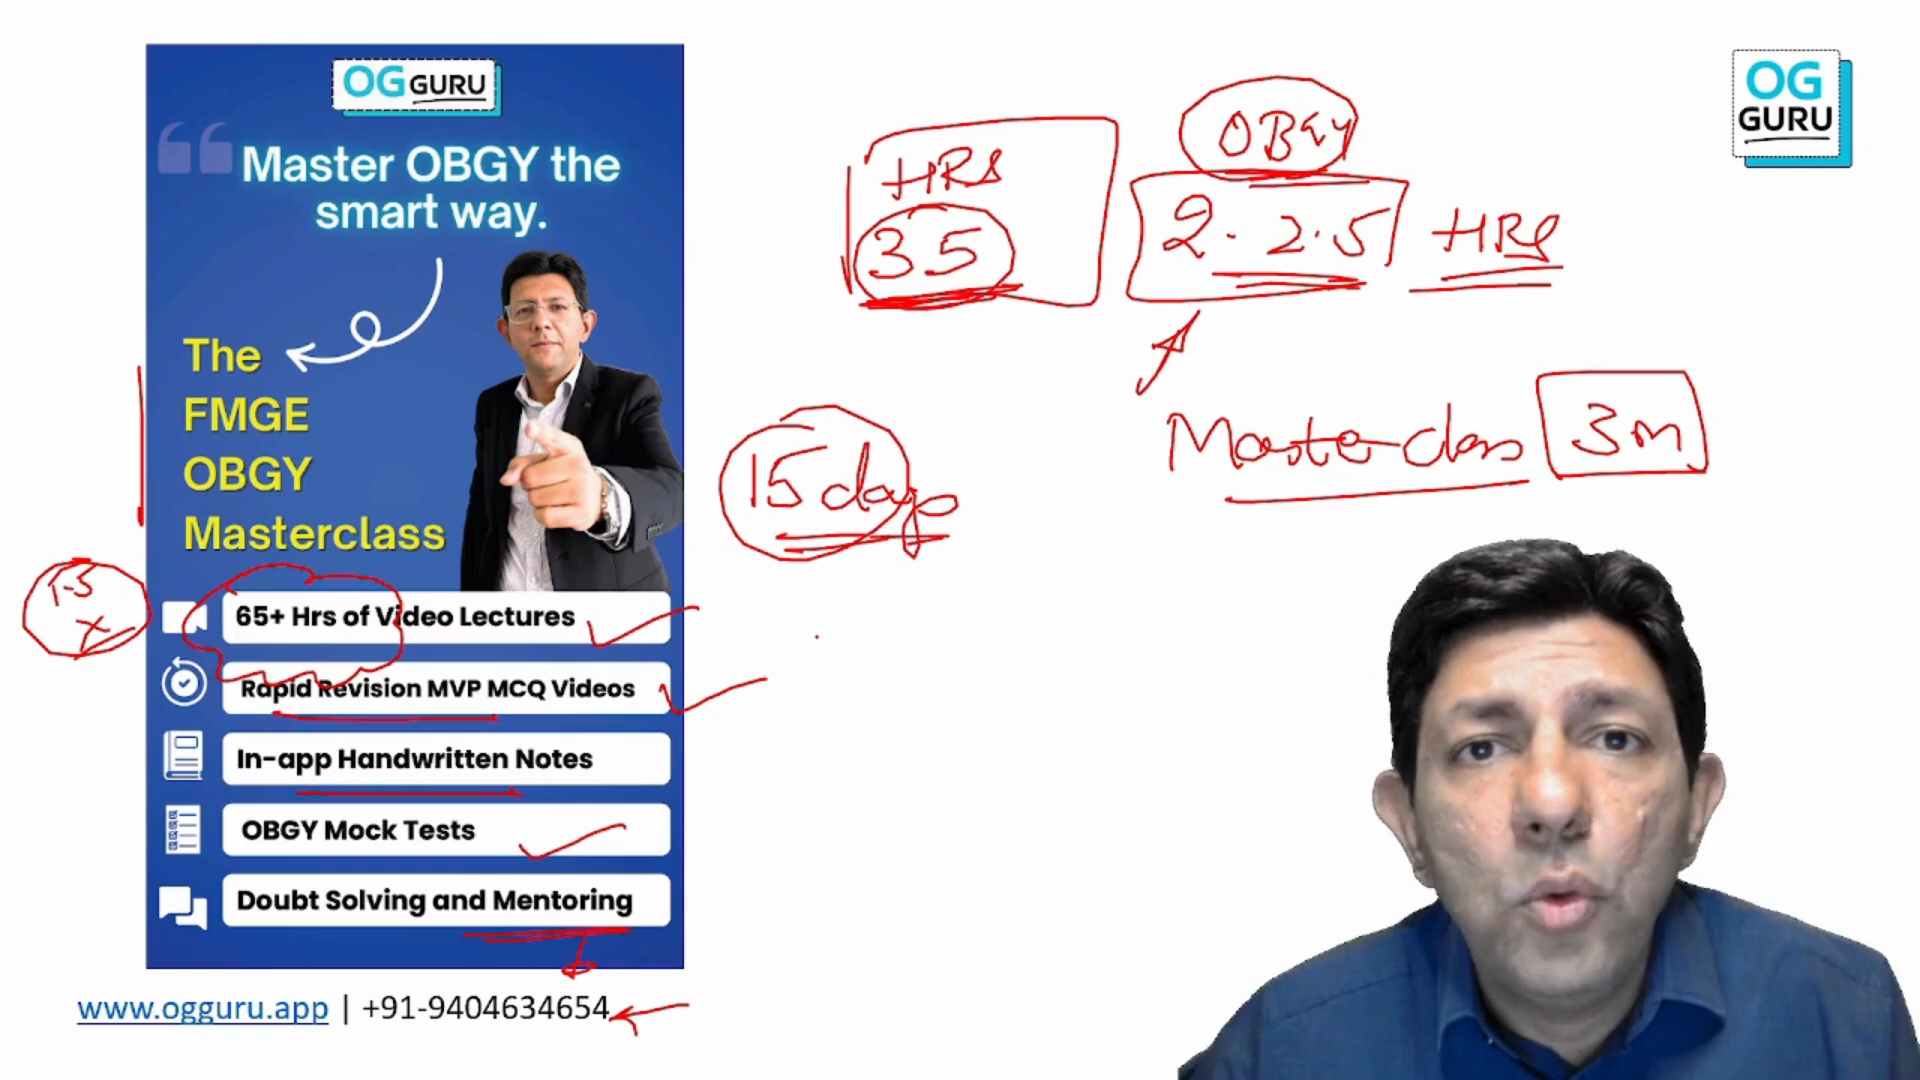 OG GURU
Master OBGY the
smart way.
The
FMGE
OBGY
Masterclass
65+ Hrs of Video Lectures
Rapid Revision MVP MCQ Videos
In-app Handwritten Notes
OBGY Mock Tests
Doubt Solving and Mentoring
www.ogguru.app | +91-9404634654
1.5
x
15 days
HRS
35
OBGY
2 - 2.5 HRS
Masterclass 3m
OG
GURU